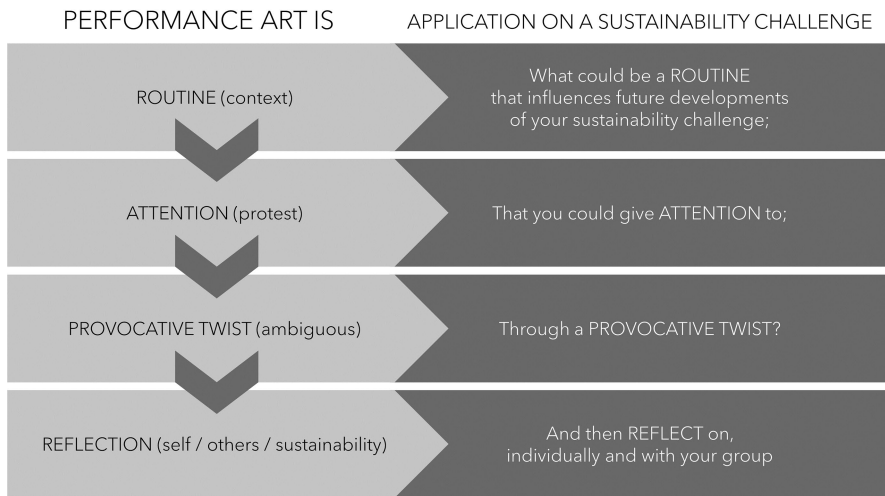 PERFORMANCE ART IS
APPLICATION ON A SUSTAINABILITY CHALLENGE
ROUTINE (context)
What could be a ROUTINE
that influences future developments
of your sustainability challenge;
ATTENTION (protest)
That you could give ATTENTION to;
PROVOCATIVE TWIST (ambiguous)
Through a PROVOCATIVE TWIST?
REFLECTION (self / others / sustainability)
And then REFLECT on,
individually and with your group